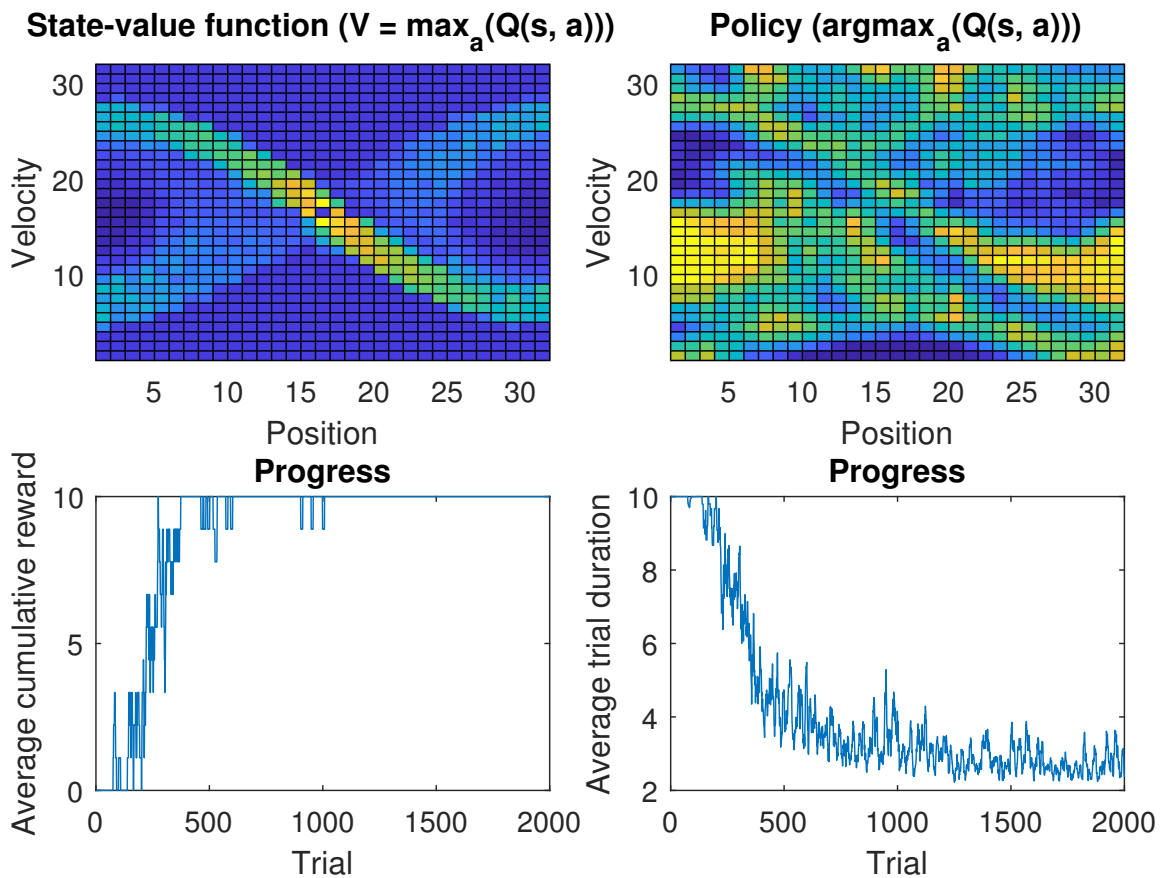 State-value function (V = max_a(Q(s, a)))
Velocity
30
20
10
5 10 15 20 25 30
Position
Policy (argmax_a(Q(s, a)))
Velocity
30
20
10
5 10 15 20 25 30
Position
Progress
Average cumulative reward
10
5
0
0 500 1000 1500 2000
Trial
Progress
Average trial duration
10
8
6
4
2
0 500 1000 1500 2000
Trial